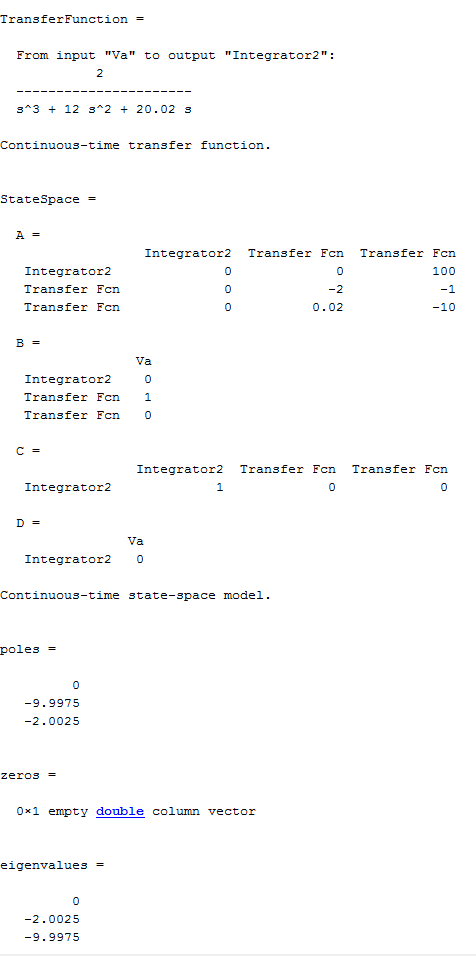 TransferFunction =
From input "Va" to output "Integrator2":
2
----------------------
s^3 + 12 s^2 + 20.02 s
Continuous-time transfer function.
StateSpace =
A =
Integrator2 Transfer Fcn Transfer Fcn
Integrator2 0 0 100
Transfer Fcn 0 -2 -1
Transfer Fcn 0 0.02 -10
B =
Va
Integrator2 0
Transfer Fcn 1
Transfer Fcn 0
C =
Integrator2 Transfer Fcn Transfer Fcn
Integrator2 1 0 0
D =
Va
Integrator2 0
Continuous-time state-space model.
poles =
0
-9.9975
-2.0025
zeros =
0×1 empty double column vector
eigenvalues =
0
-2.0025
-9.9975